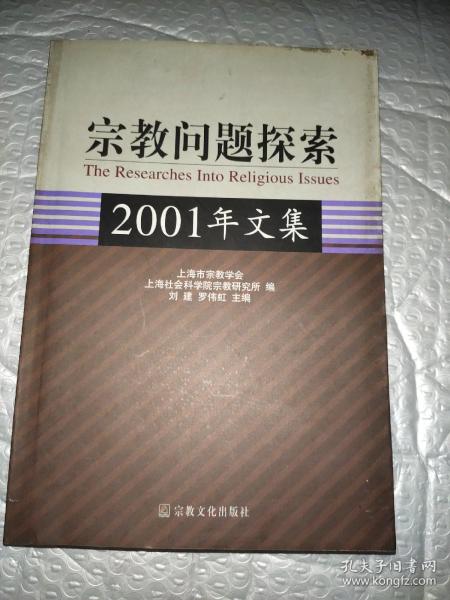 宗教问题探索
The Researches Into Religious Issues
2001年文集
上海市宗教学会
上海社会科学院宗教研究所 编
刘 建 罗伟虹 主编
宗教文化出版社
孔夫子旧书网
www.kongfz.com